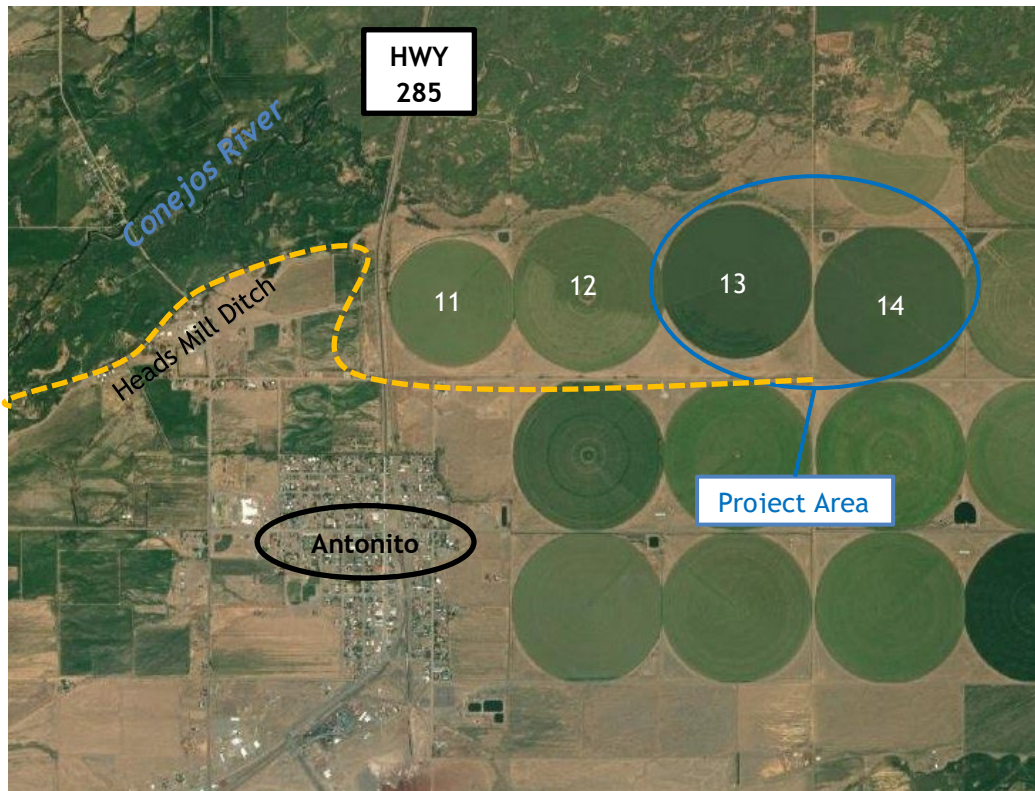 HWY
285
Conejos River
Heads Mill Ditch
11
12
13
14
Project Area
Antonito